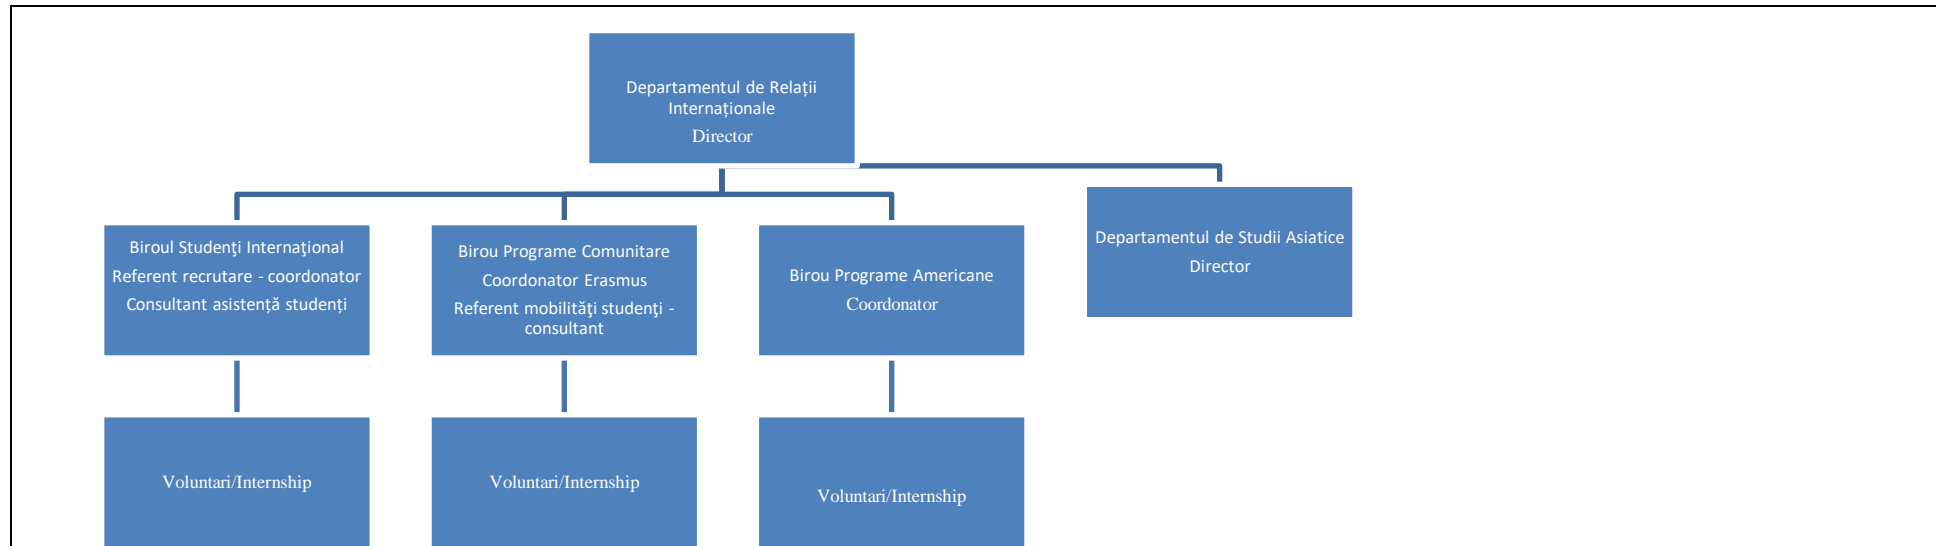 Departamentul de Relații
Internaționale
Director
Biroul Studenţi Internaţional
Referent recrutare - coordonator
Consultant asistență studenți
Birou Programe Comunitare
Coordonator Erasmus
Referent mobilităţi studenţi -
consultant
Birou Programe Americane
Coordonator
Departamentul de Studii Asiatice
Director
Voluntari/Internship
Voluntari/Internship
Voluntari/Internship